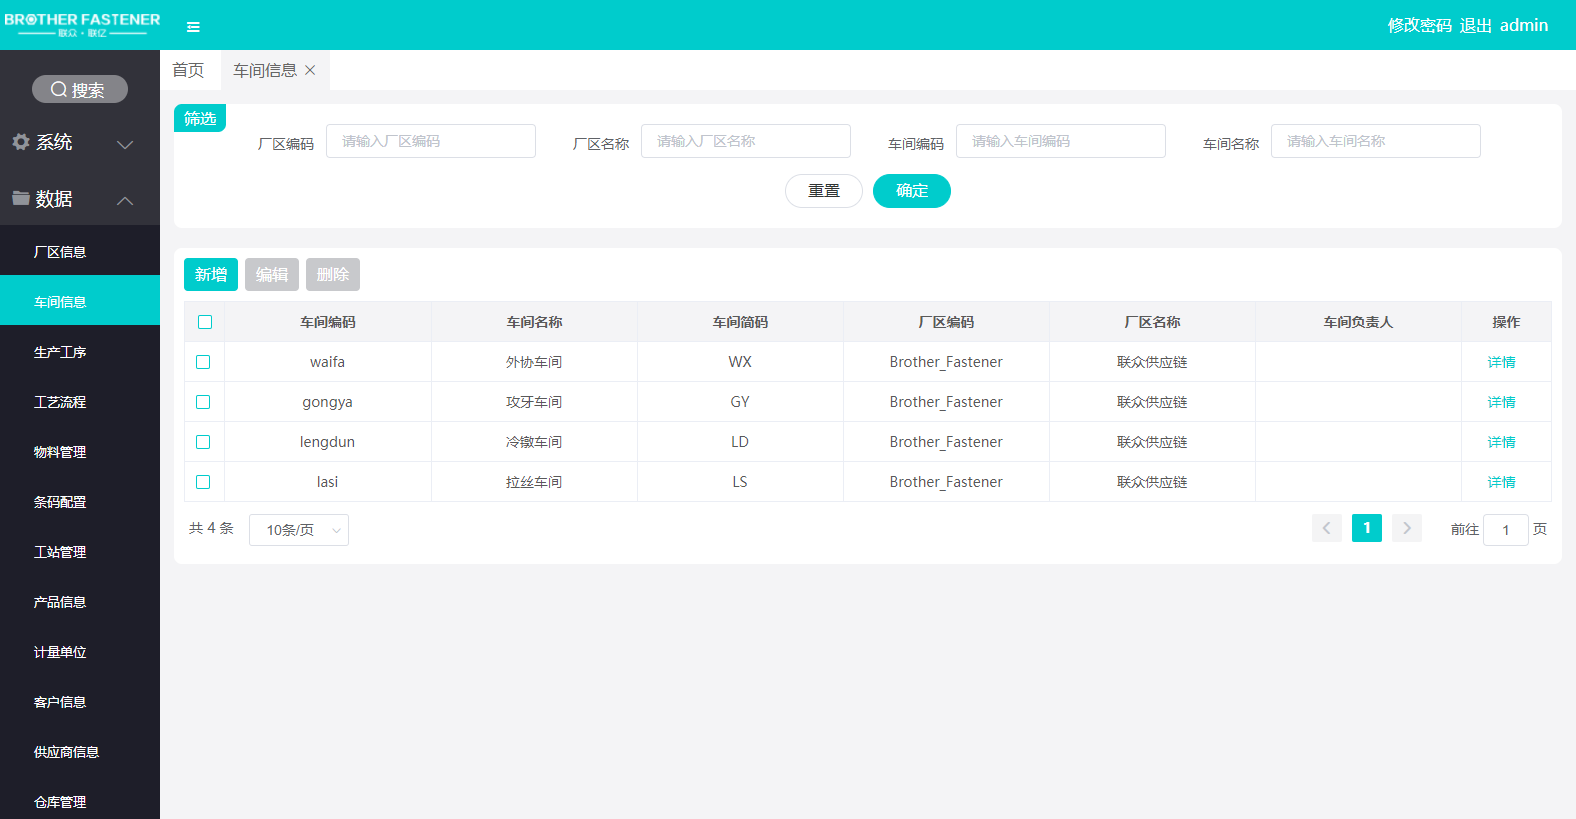 BROTHER FASTENER
联众·联亿
修改密码 退出 admin
搜索
系统
数据
厂区信息
车间信息
生产工序
工艺流程
物料管理
条码配置
工站管理
产品信息
计量单位
客户信息
供应商信息
仓库管理
首页 车间信息
筛选
厂区编码 请输入厂区编码 厂区名称 请输入厂区名称 车间编码 请输入车间编码 车间名称 请输入车间名称
重置 确定
新增 编辑 删除
车间编码 车间名称 车间简码 厂区编码 厂区名称 车间负责人 操作
waifa 外协车间 WX Brother_Fastener 联众供应链 详情
gongya 攻牙车间 GY Brother_Fastener 联众供应链 详情
lengdun 冷镦车间 LD Brother_Fastener 联众供应链 详情
lasi 拉丝车间 LS Brother_Fastener 联众供应链 详情
共 4 条 10条/页 1 前往 1 页